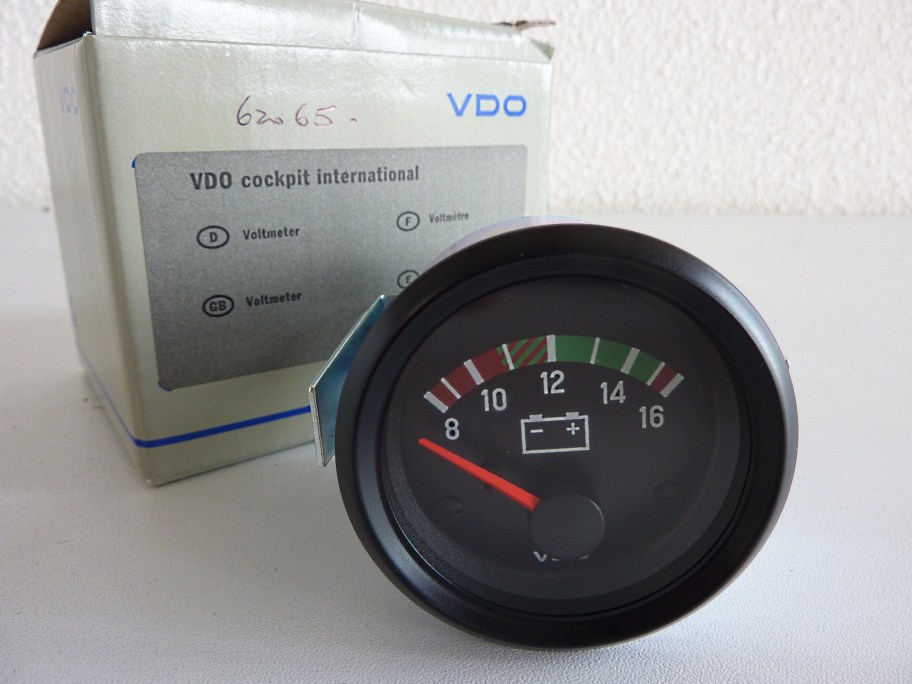 VDO
62065.
VDO cockpit international
D Voltmeter
F Voltmètre
GB Voltmeter
E
8 10 12 14 16
- +